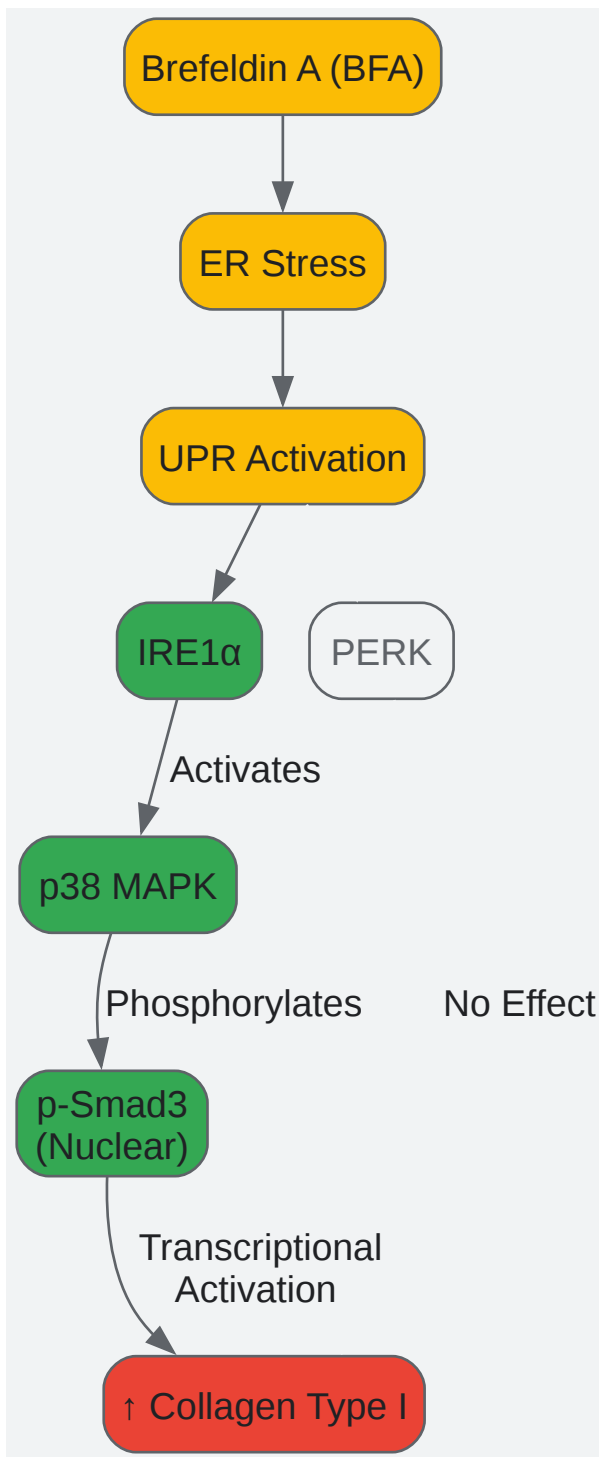 Brefeldin A (BFA)
ER Stress
UPR Activation
IRE1α
PERK
Activates
p38 MAPK
Phosphorylates
No Effect
p-Smad3
(Nuclear)
Transcriptional
Activation
↑ Collagen Type I